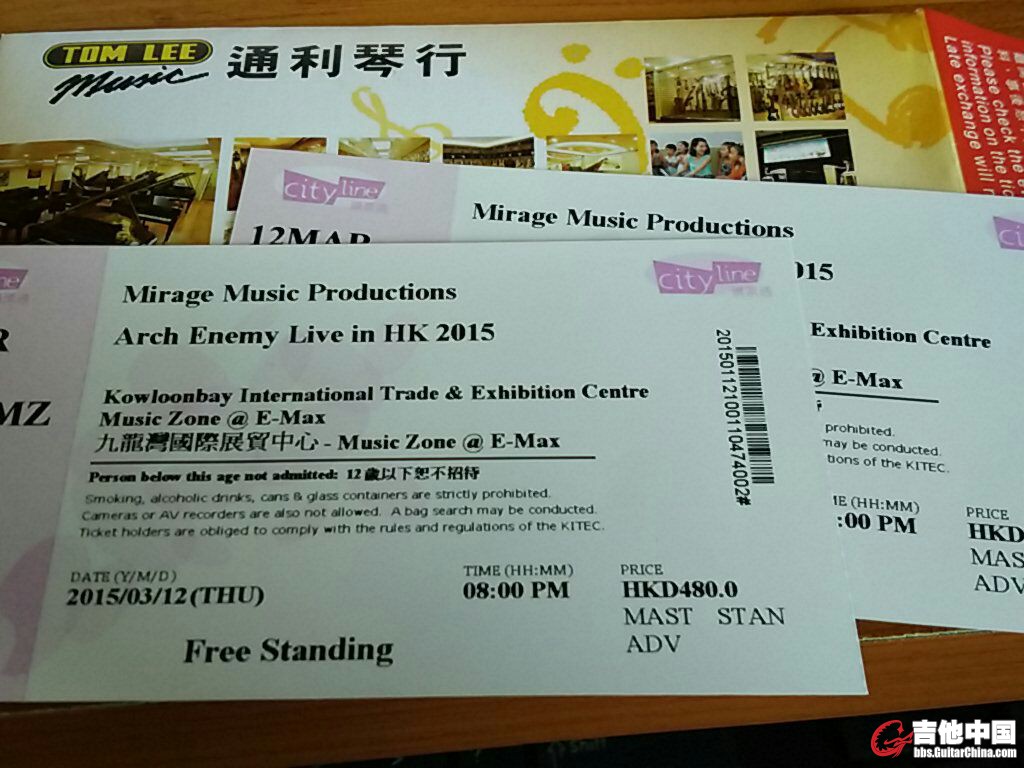 TOM LEE
Music
通利琴行
Please check the
information on the
Late exchange will
cityline
12MAR
Mirage Music Productions
015
Exhibition Centre
@ E-Max
prohibited.
may be conducted.
of the KITEC.
(HH:MM)
:00 PM
PRICE
HKD
MAS
ADV
MZ
cityline
Mirage Music Productions
Arch Enemy Live in HK 2015
Kowloonbay International Trade & Exhibition Centre
Music Zone @ E-Max
九龍灣國際展貿中心 - Music Zone @ E-Max
Person below this age not admitted: 12歲以下恕不招待
Smoking, alcoholic drinks, cans & glass containers are strictly prohibited.
Cameras or AV recorders are also not allowed. A bag search may be conducted.
Ticket holders are obliged to comply with the rules and regulations of the KITEC.
DATE (Y/M/D)
2015/03/12(THU)
TIME (HH:MM)
08:00 PM
PRICE
HKD480.0
MAST STAN
ADV
Free Standing
2015011210011047​4002#
吉他中国
bbs.GuitarChina.com